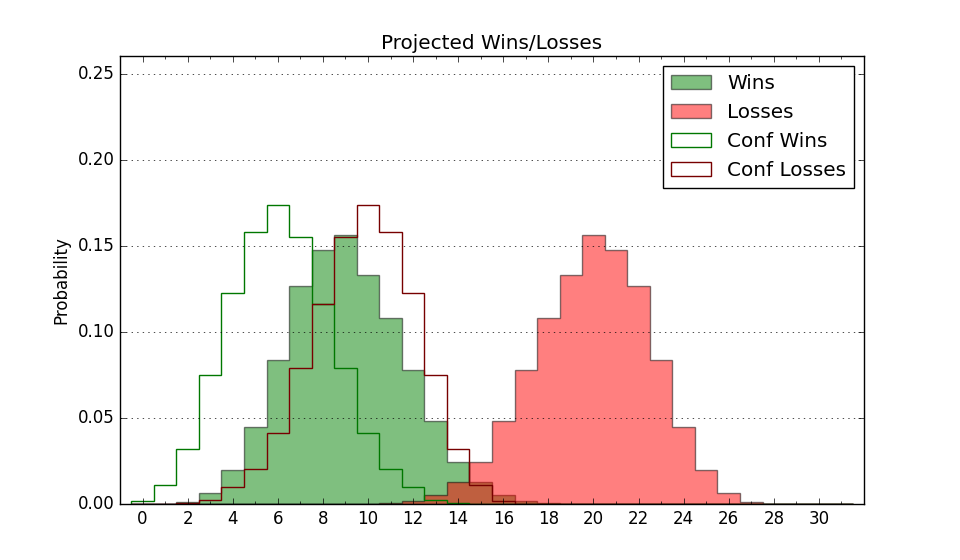 Projected Wins/Losses
Probability
0.25
0.20
0.15
0.10
0.05
0.00
0 2 4 6 8 10 12 14 16 18 20 22 24 26 28 30
Wins
Losses
Conf Wins
Conf Losses